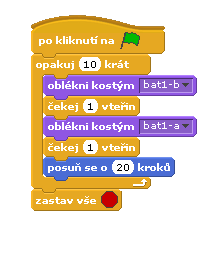 po kliknutí na
opakuj 10 krát
oblékni kostým bat1-b
čekej 1 vteřin
oblékni kostým bat1-a
čekej 1 vteřin
posuň se o 20 kroků
zastav vše